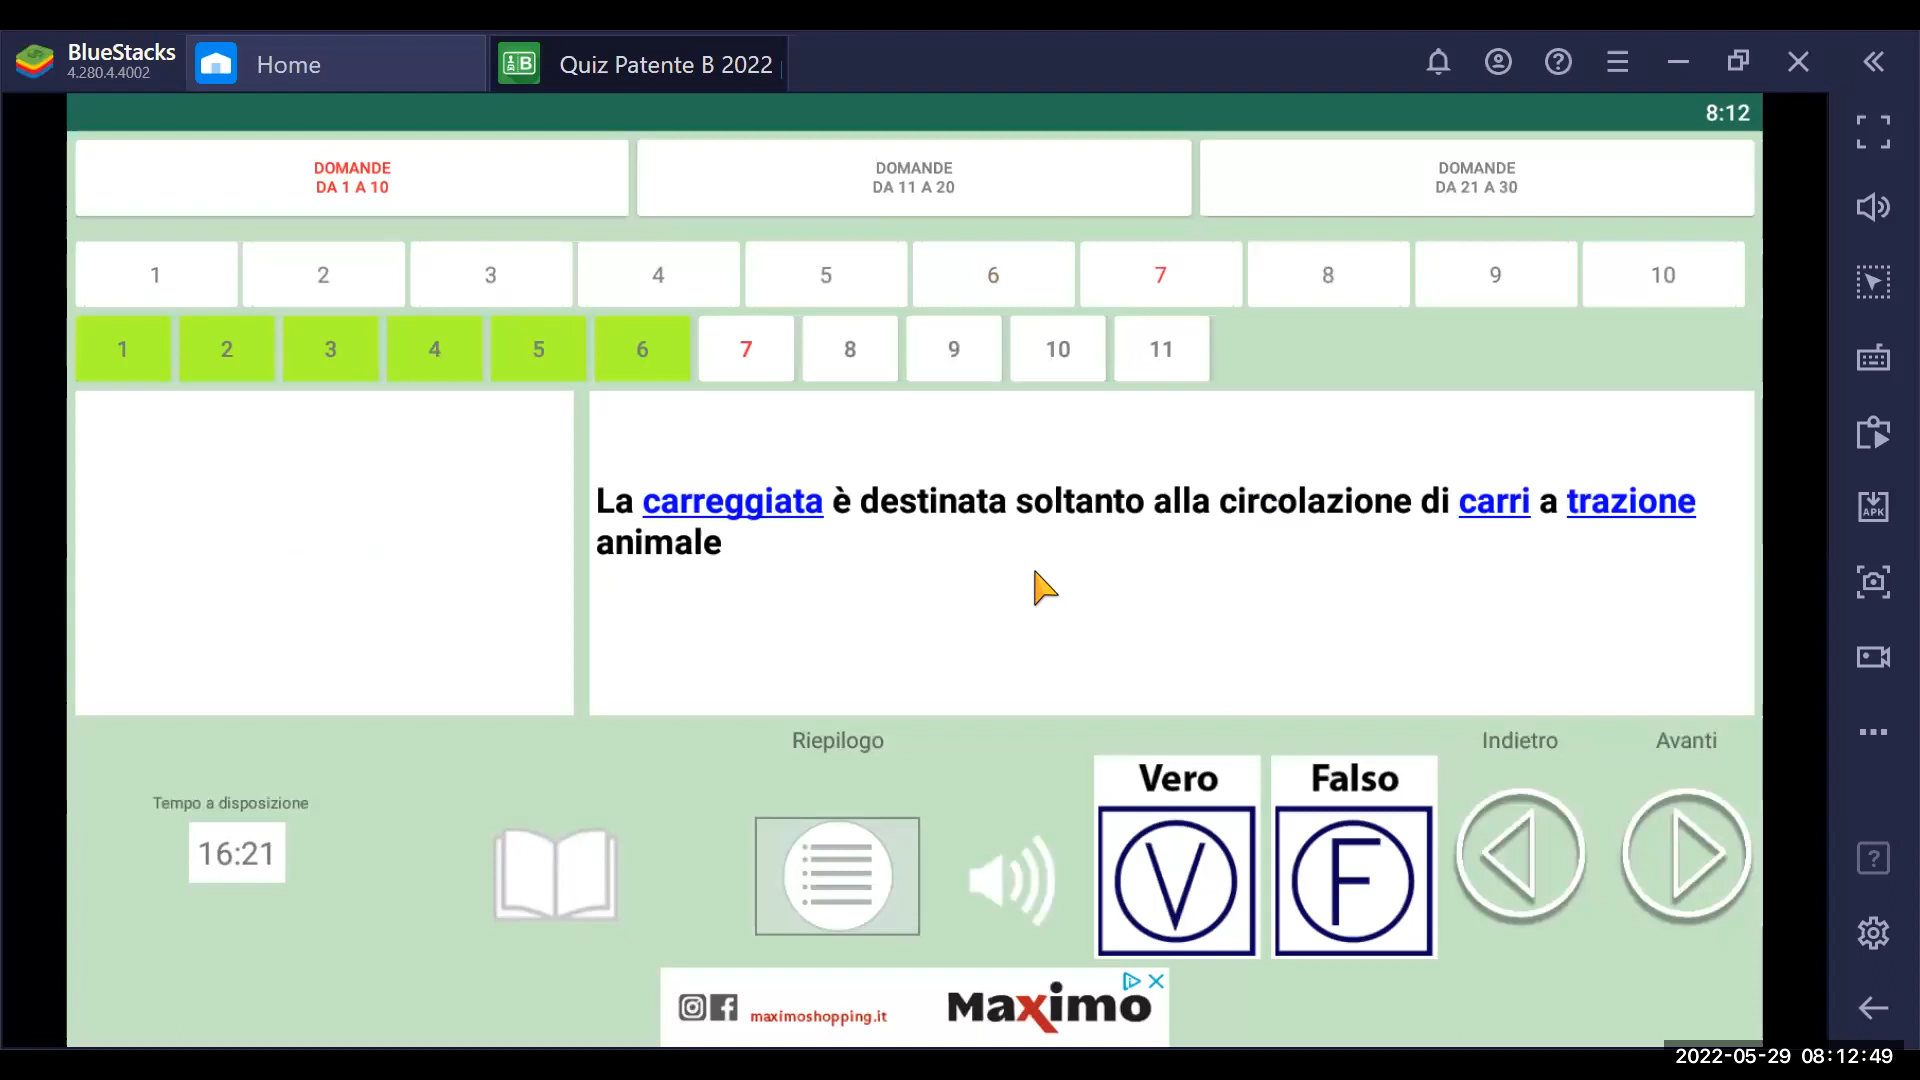 BlueStacks
4.280.4.4002
Home
Quiz Patente B 2022
8:12
DOMANDE
DA 1 A 10
DOMANDE
DA 11 A 20
DOMANDE
DA 21 A 30
1 2 3 4 5 6 7 8 9 10
1 2 3 4 5 6 7 8 9 10 11
La carreggiata è destinata soltanto alla circolazione di carri a trazione
animale
Riepilogo
Indietro
Avanti
Tempo a disposizione
16:21
Vero
V
Falso
F
maximoshopping.it
Maximo
APK
2022-05-29 08:12:49